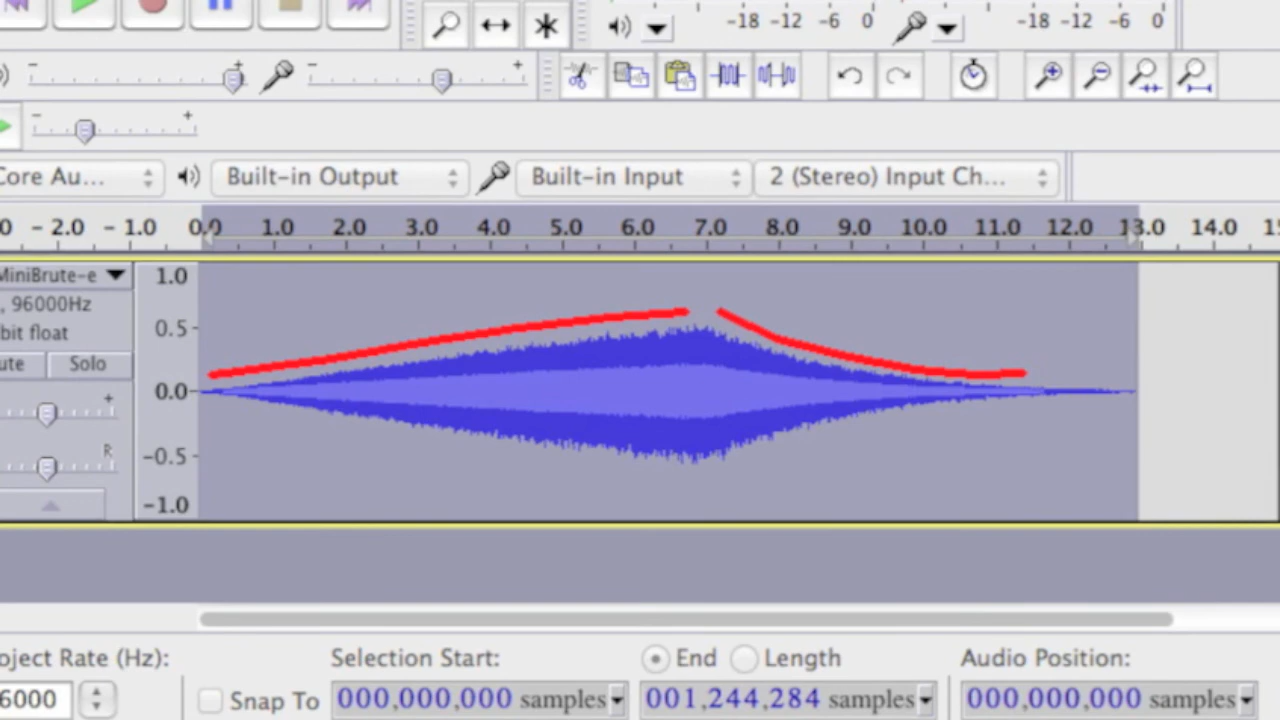 -18 -12 -6 0 -18 -12 -6 0
- + - +
- +
Core Au... Built-in Output Built-in Input 2 (Stereo) Input Ch...
- 2.0 - 1.0 0.0 1.0 2.0 3.0 4.0 5.0 6.0 7.0 8.0 9.0 10.0 11.0 12.0 13.0 14.0
MiniBrute-e 1.0
, 96000Hz
bit float 0.5
ute Solo
+ 0.0
R -0.5
-1.0
oject Rate (Hz): Selection Start: End Length Audio Position:
6000 Snap To 000,000,000 samples 001,244,284 samples 000,000,000 samples